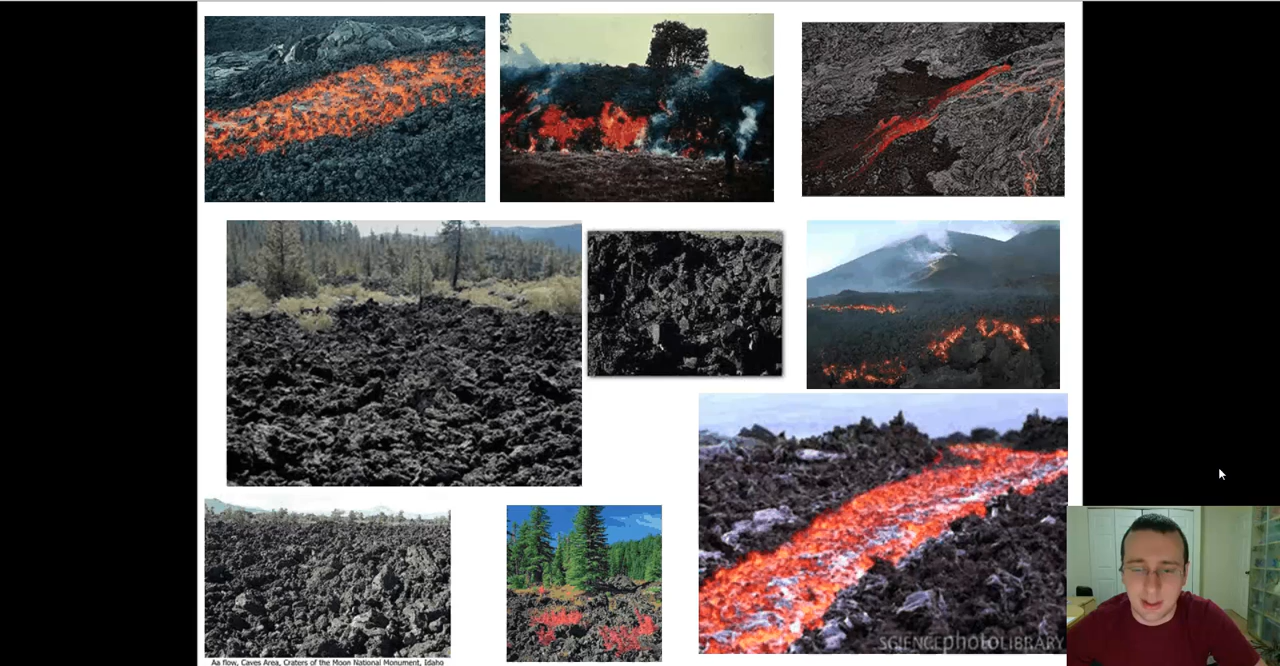 SCIENCEphotoLIBRARY
Aa flow, Caves Area, Craters of the Moon National Monument, Idaho